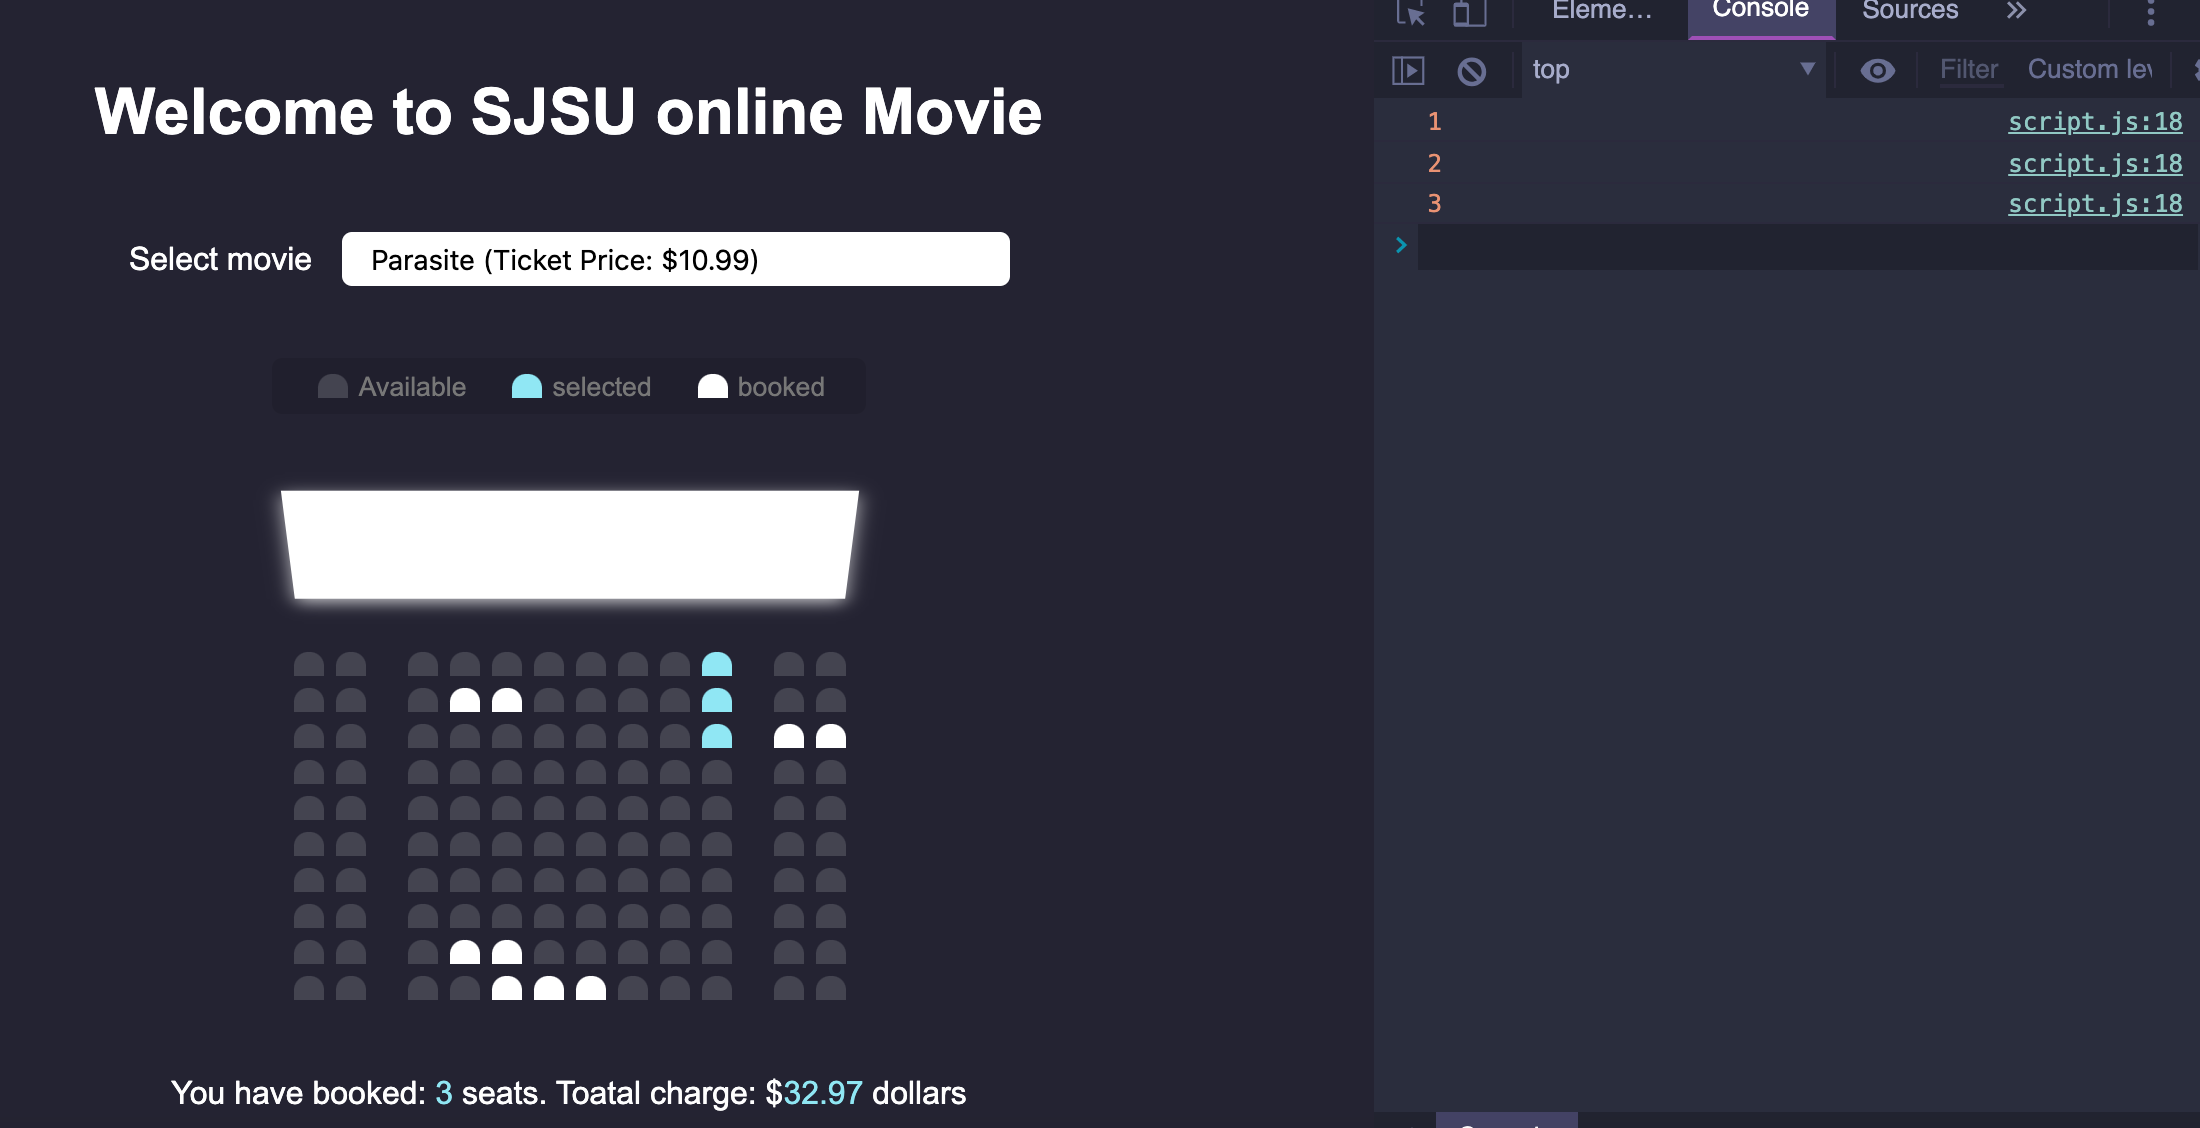 Welcome to SJSU online Movie
Select movie
Parasite (Ticket Price: $10.99)
Available selected booked
You have booked: 3 seats. Toatal charge: $32.97 dollars
Eleme… Console Sources
top Filter Custom lev
1 script.js:18
2 script.js:18
3 script.js:18